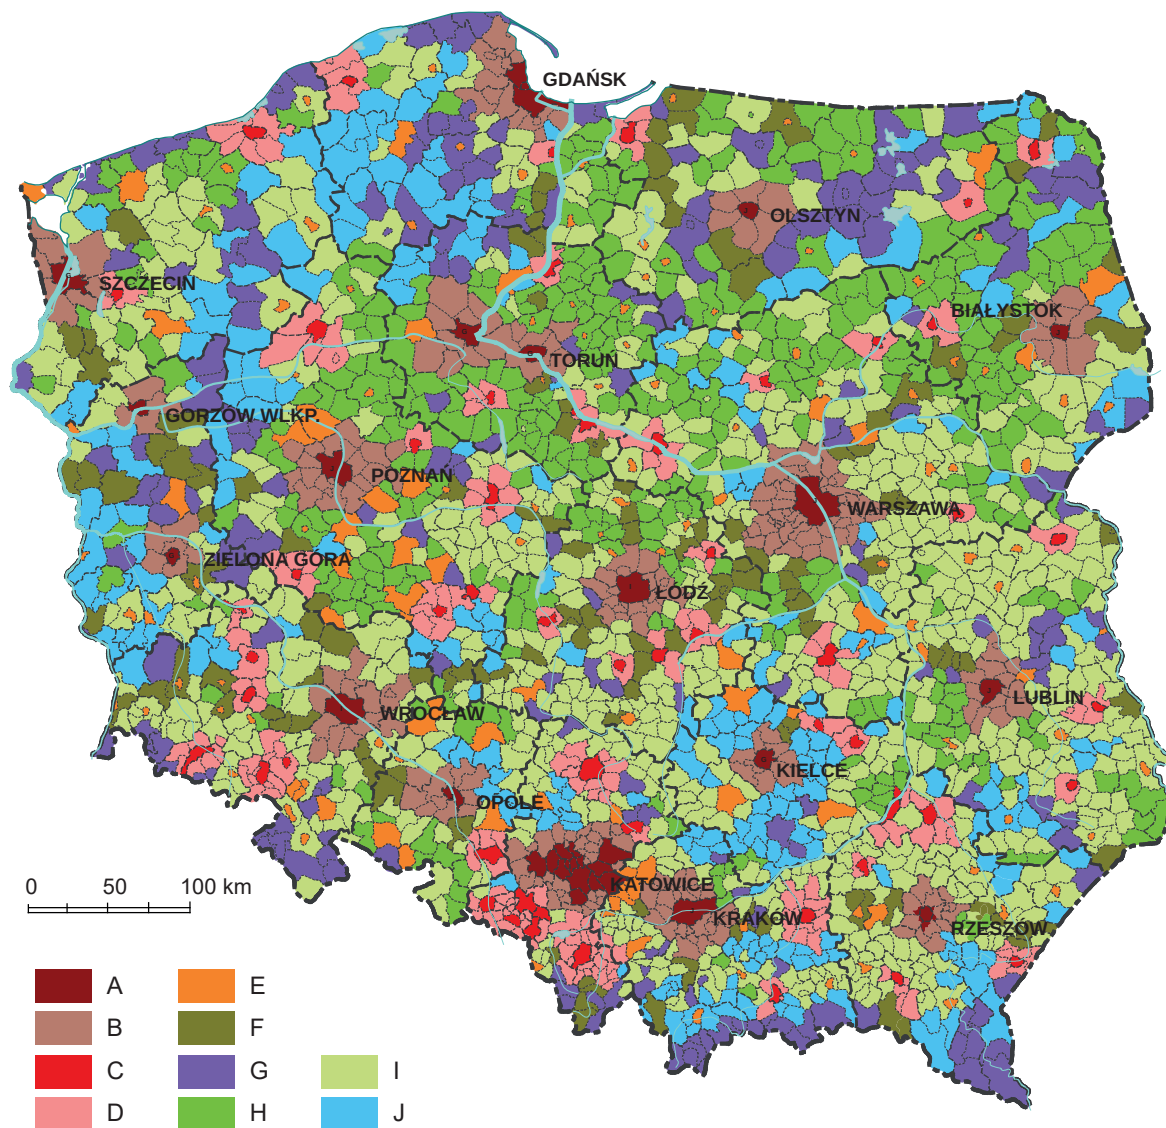 GDAŃSK
OLSZTYN
SZCZECIN
BIAŁYSTOK
TORUŃ
GORZÓW WLKP.
POZNAŃ
WARSZAWA
ZIELONA GÓRA
ŁÓDŹ
LUBLIN
WROCŁAW
KIELCE
OPOLE
KATOWICE
KRAKÓW
RZESZÓW
0 50 100 km
A E
B F
C G I
D H J